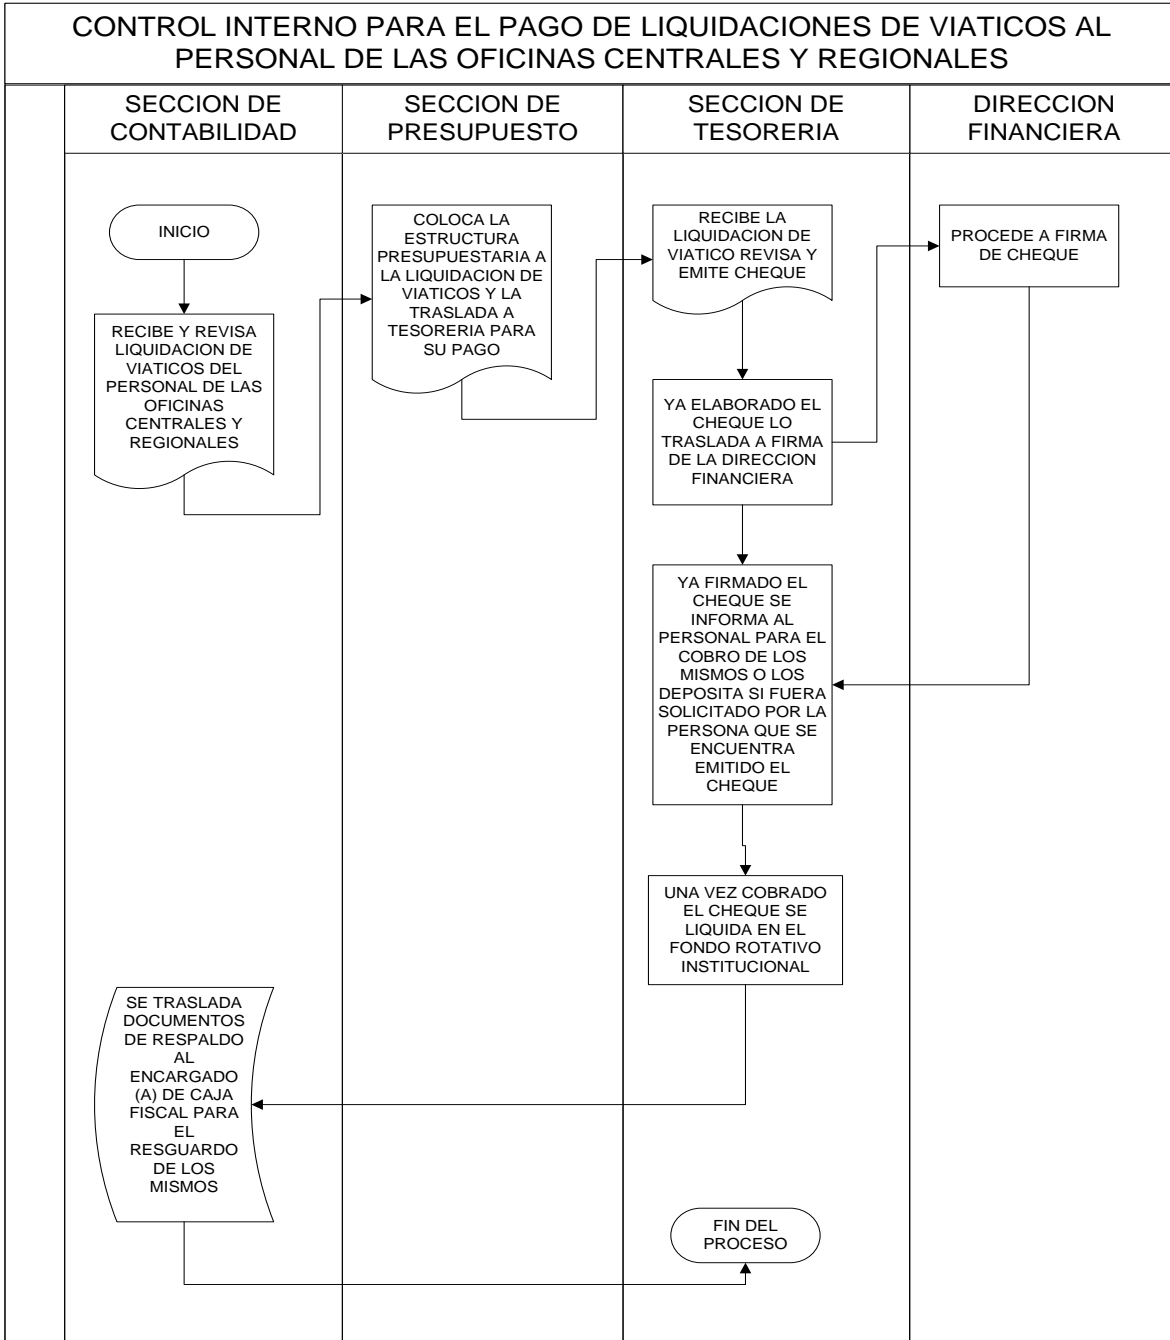 CONTROL INTERNO PARA EL PAGO DE LIQUIDACIONES DE VIATICOS AL
PERSONAL DE LAS OFICINAS CENTRALES Y REGIONALES
SECCION DE
CONTABILIDAD
SECCION DE
PRESUPUESTO
SECCION DE
TESORERIA
DIRECCION
FINANCIERA
INICIO
RECIBE Y REVISA
LIQUIDACION DE
VIATICOS DEL
PERSONAL DE LAS
OFICINAS
CENTRALES Y
REGIONALES
COLOCA LA
ESTRUCTURA
PRESUPUESTARIA A
LA LIQUIDACION DE
VIATICOS Y LA
TRASLADA A
TESORERIA PARA
SU PAGO
RECIBE LA
LIQUIDACION DE
VIATICO REVISA Y
EMITE CHEQUE
PROCEDE A FIRMA
DE CHEQUE
YA ELABORADO EL
CHEQUE LO
TRASLADA A FIRMA
DE LA DIRECCION
FINANCIERA
YA FIRMADO EL
CHEQUE SE
INFORMA AL
PERSONAL PARA EL
COBRO DE LOS
MISMOS O LOS
DEPOSITA SI FUERA
SOLICITADO POR LA
PERSONA QUE SE
ENCUENTRA
EMITIDO EL
CHEQUE
UNA VEZ COBRADO
EL CHEQUE SE
LIQUIDA EN EL
FONDO ROTATIVO
INSTITUCIONAL
SE TRASLADA
DOCUMENTOS
DE RESPALDO
AL
ENCARGADO
(A) DE CAJA
FISCAL PARA
EL
RESGUARDO
DE LOS
MISMOS
FIN DEL
PROCESO